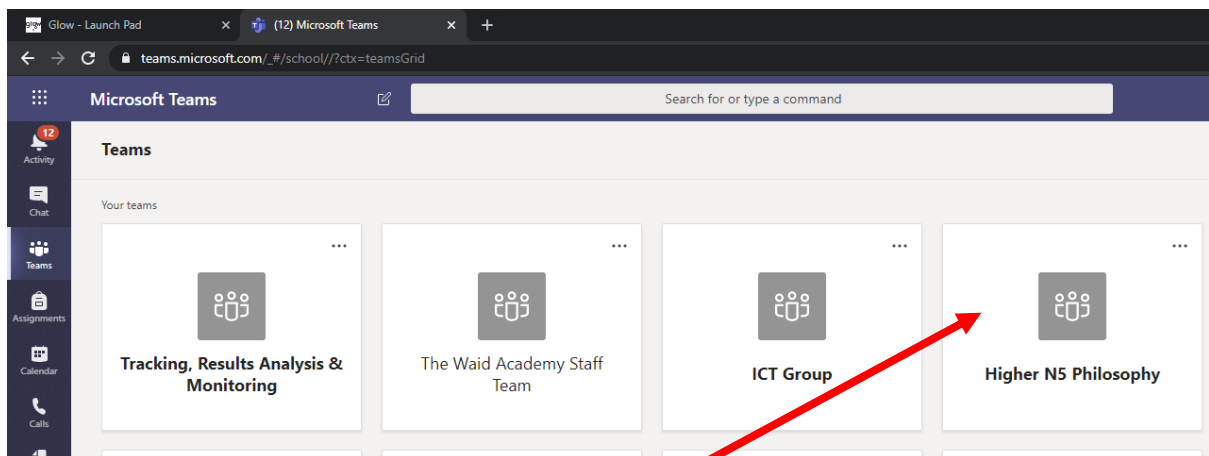 glow Glow - Launch Pad × (12) Microsoft Teams × +
teams.microsoft.com/_#/school//?ctx=teamsGrid
Microsoft Teams Search for or type a command
12
Activity
Teams
Chat
Your teams
Teams
Assignments
Calendar
Calls
Tracking, Results Analysis &
Monitoring
The Waid Academy Staff
Team
ICT Group
Higher N5 Philosophy